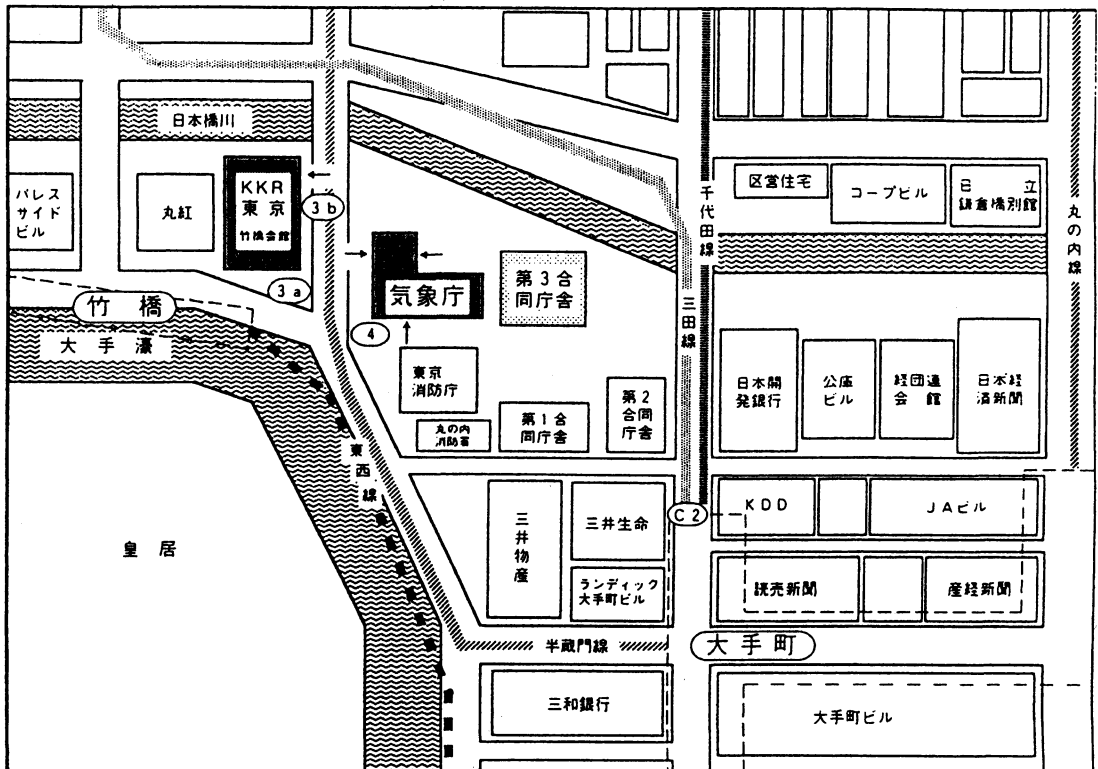 日本橋川
パレス
サイド
ビル
丸紅
KKR
東京
竹橋会館
3b
3a
竹橋
大手濠
気象庁
4
第3合
同庁舎
東京
消防庁
丸の内
消防署
第1合
同庁舎
第2
合同
庁舎
千代田線
三田線
区営住宅
コープビル
日立
鎌倉橋別館
丸の内線
日本開
発銀行
公庫
ビル
経団連
会館
日本経
済新聞
東西線
皇居
三井物産
三井生命
ランディック
大手町ビル
C2
KDD
JAビル
読売新聞
産経新聞
半蔵門線
大手町
三和銀行
大手町ビル